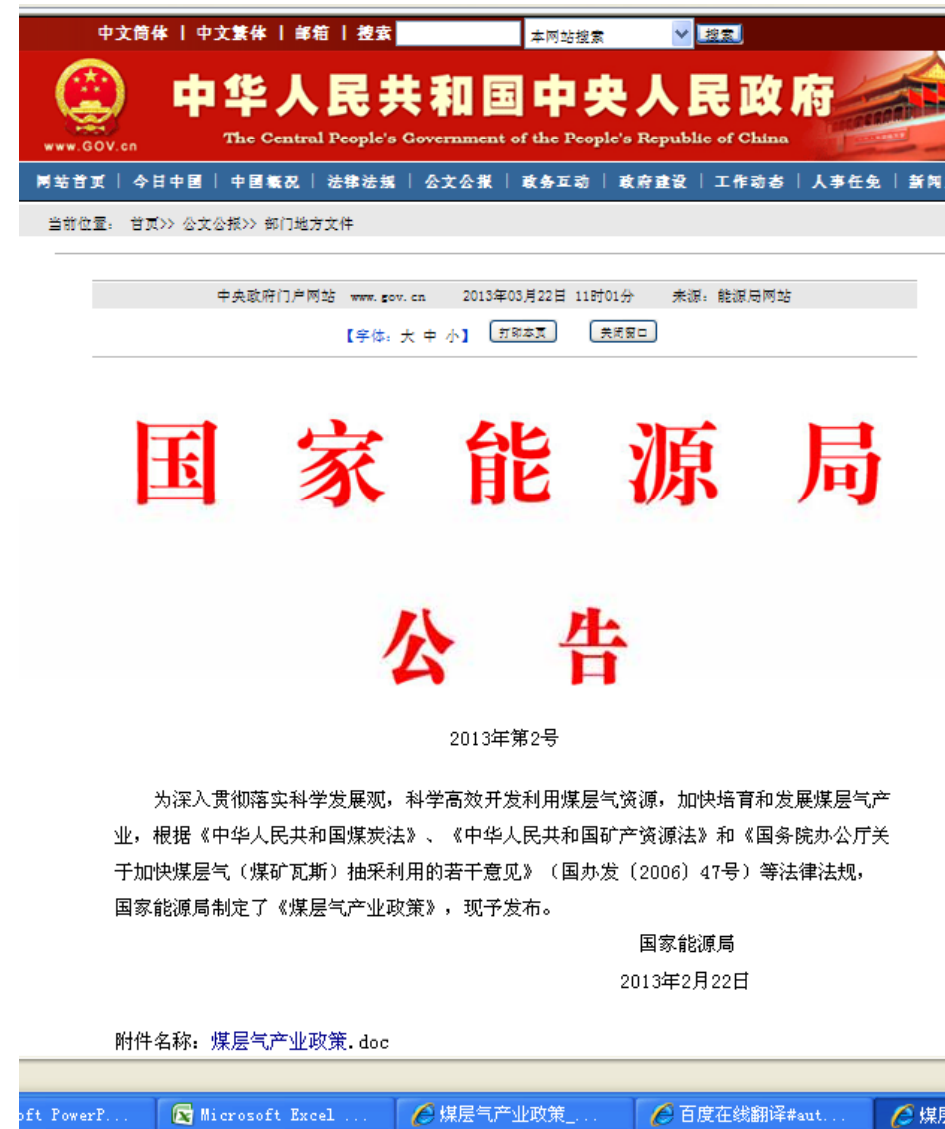 中文简体 | 中文繁体 | 邮箱 | 搜索 本网站搜索 搜索
中华人民共和国中央人民政府
The Central People's Government of the People's Republic of China
www.GOV.cn
网站首页 | 今日中国 | 中国概况 | 法律法规 | 公文公报 | 政务互动 | 政府建设 | 工作动态 | 人事任免 | 新闻
当前位置: 首页>> 公文公报>> 部门地方文件
中央政府门户网站 www.gov.cn 2013年03月22日 11时01分 来源: 能源局网站
【字体: 大 中 小】 打印本页 关闭窗口
国家能源局
公告
2013年第2号
为深入贯彻落实科学发展观，科学高效开发利用煤层气资源，加快培育和发展煤层气产
业，根据《中华人民共和国煤炭法》、《中华人民共和国矿产资源法》和《国务院办公厅关
于加快煤层气（煤矿瓦斯）抽采利用的若干意见》（国办发〔2006〕47号）等法律法规，
国家能源局制定了《煤层气产业政策》，现予发布。
国家能源局
2013年2月22日
附件名称: 煤层气产业政策.doc
oft PowerP... Microsoft Excel ... 煤层气产业政策_... 百度在线翻译#aut... 煤层